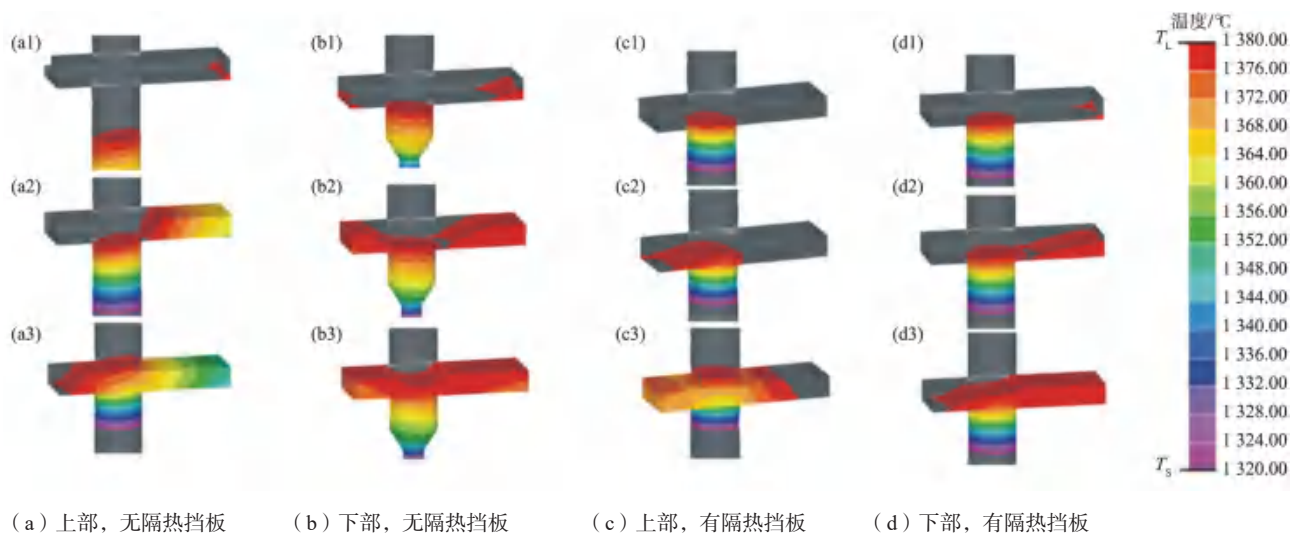 (a1)
(b1)
(c1)
(d1)
(a2)
(b2)
(c2)
(d2)
(a3)
(b3)
(c3)
(d3)
温度/℃
T_L
1 380.00
1 376.00
1 372.00
1 368.00
1 364.00
1 360.00
1 356.00
1 352.00
1 348.00
1 344.00
1 340.00
1 336.00
1 332.00
1 328.00
1 324.00
T_S
1 320.00
(a)上部,无隔热挡板 (b)下部,无隔热挡板 (c)上部,有隔热挡板 (d)下部,有隔热挡板